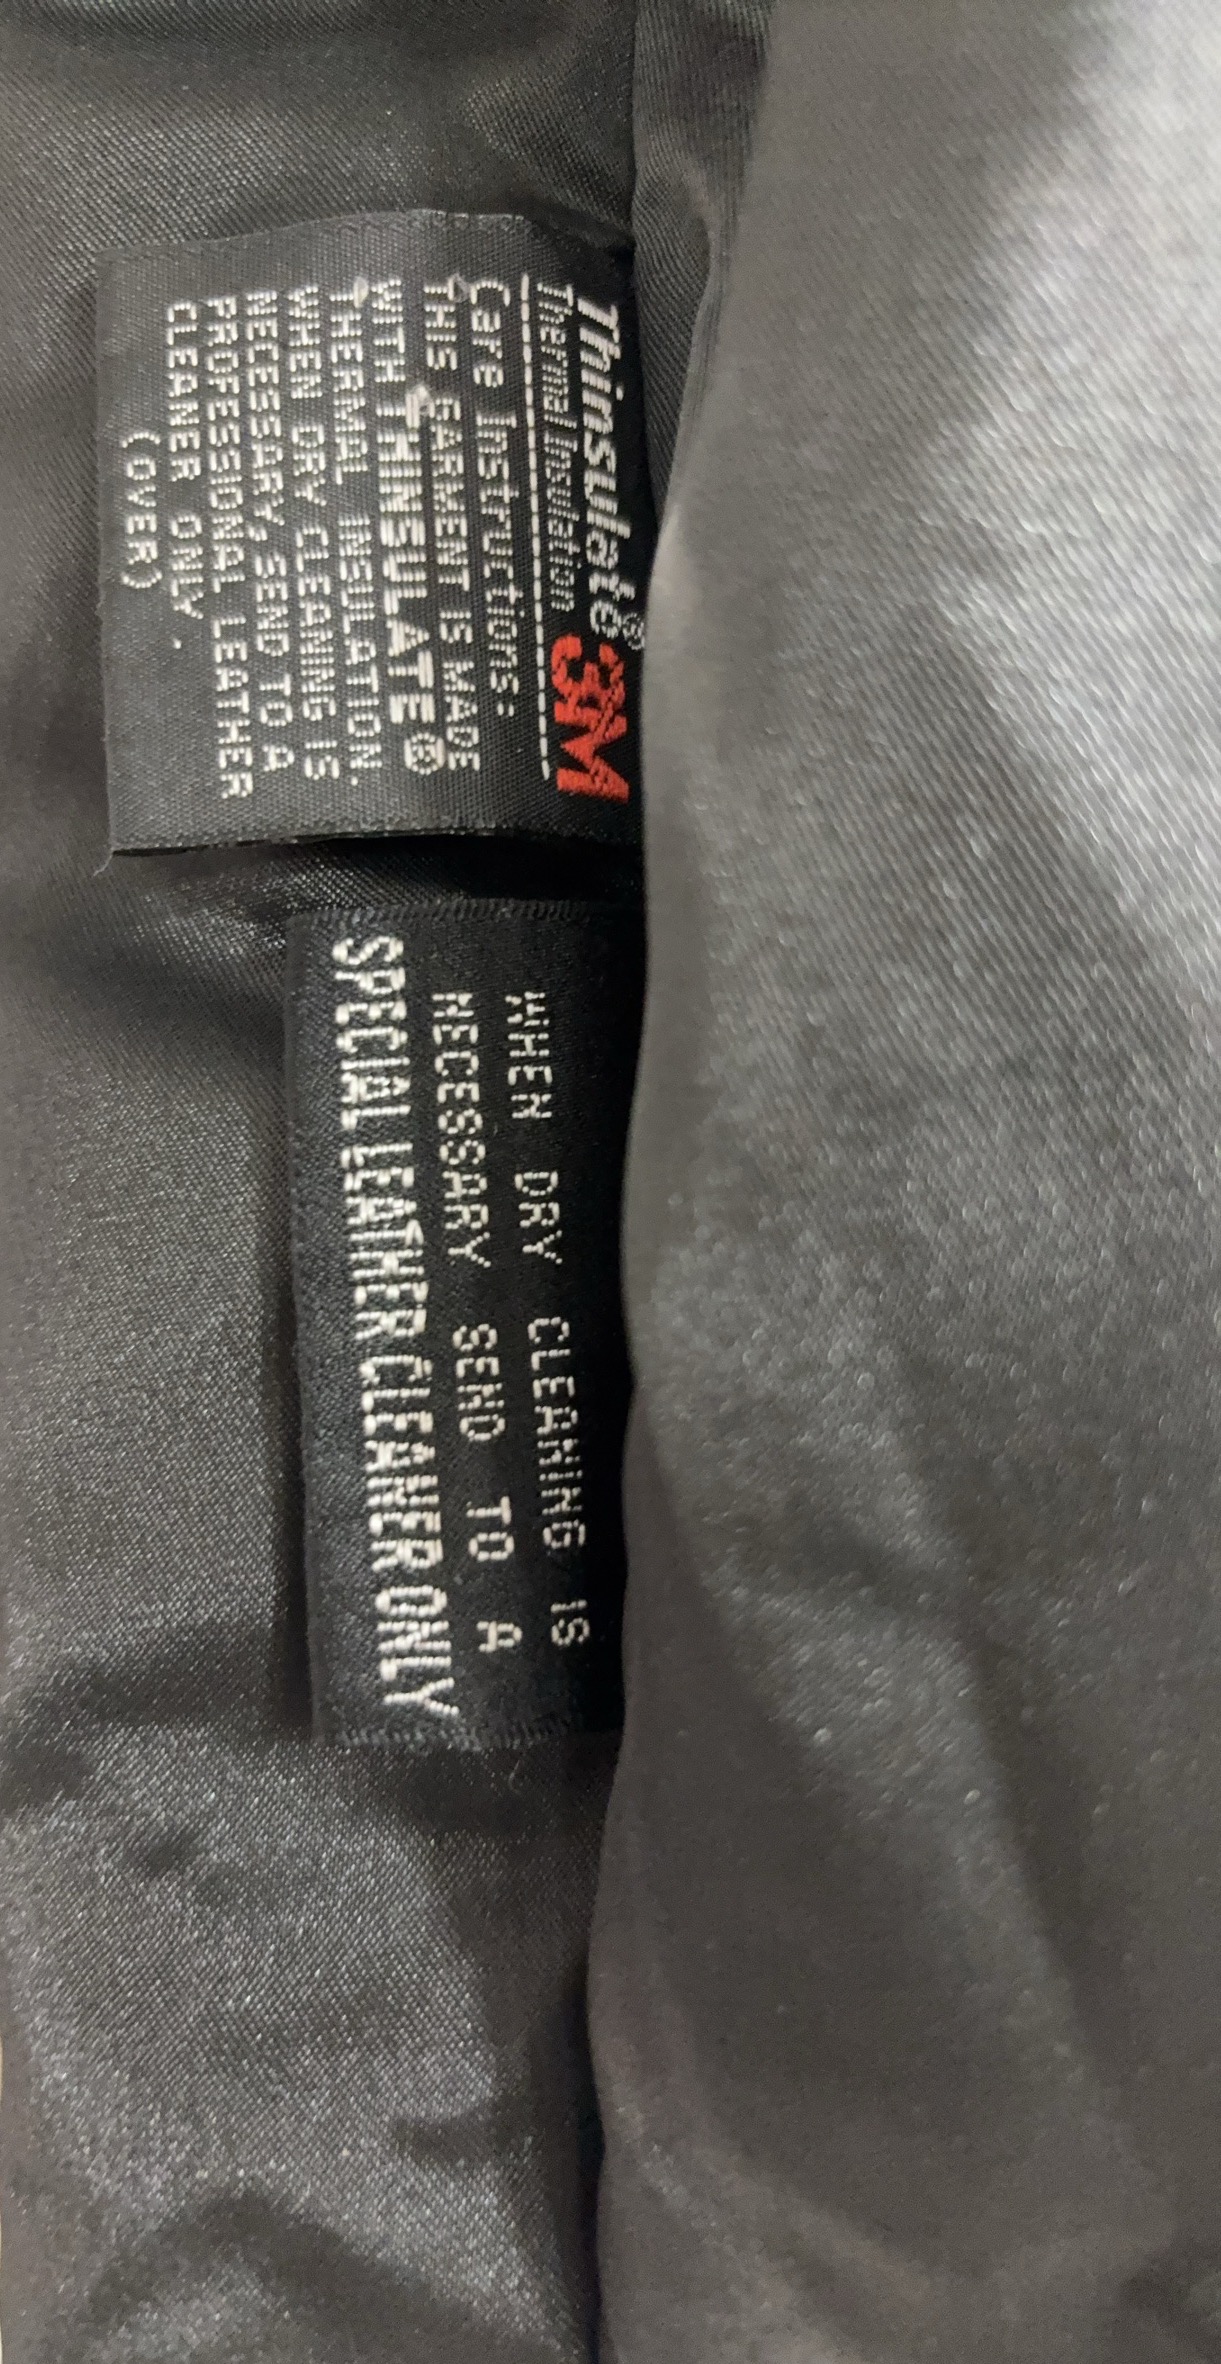 Thinsulate® 3M
Thermal Insulation
Care Instructions:
THIS GARMENT IS MADE
WITH THINSULATE®
THERMAL INSULATION.
WHEN DRY CLEANING IS
NECESSARY, SEND TO A
PROFESSIONAL LEATHER
CLEANER ONLY.
(OVER)
WHEN DRY CLEANING IS
NECESSARY SEND TO A
SPECIAL LEATHER CLEANER ONLY